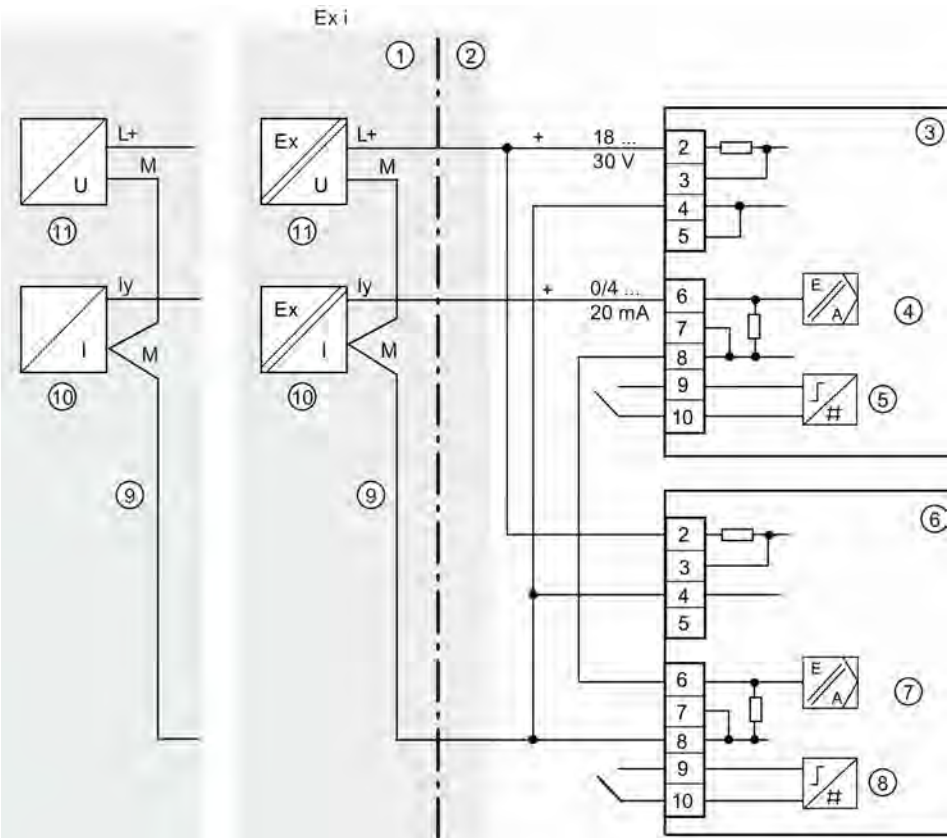 Ex i
① ②
L+
M
U
⑪
Iy
I
M
⑩
⑨
Ex
L+
M
U
⑪
Ex
Iy
I
M
⑩
⑨
+ 18 ...
30 V
+ 0/4 ...
20 mA
③
2
3
4
5
6
7
8
9
10
E
A
④
#
⑤
⑥
2
3
4
5
6
7
8
9
10
E
A
⑦
#
⑧